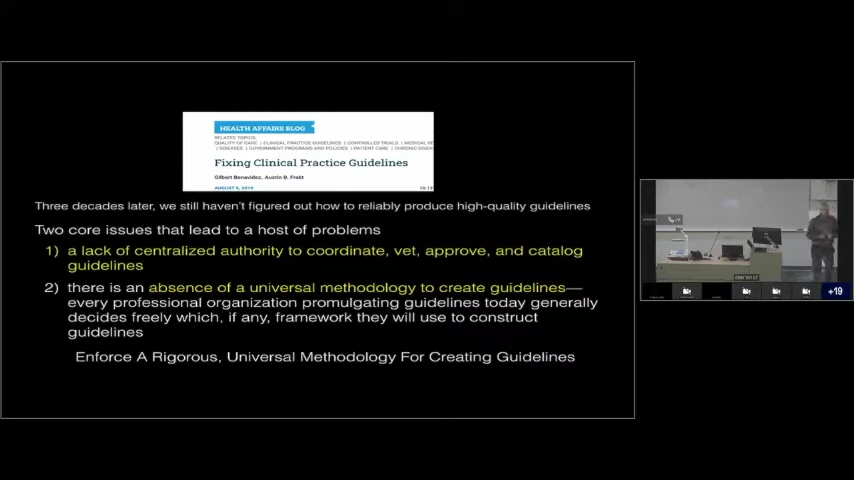 HEALTH AFFAIRS BLOG
RELATED TOPICS:
QUALITY OF CARE | CLINICAL PRACTICE GUIDELINES | CONTROLLED TRIALS | MEDICAL
| DISEASES | GOVERNMENT PROGRAMS AND POLICIES | PATIENT CARE | CHRONIC
Fixing Clinical Practice Guidelines
Gilbert Benavidez, Austin B. Frakt
Three decades later, we still haven't figured out how to reliably produce high-quality guidelines
Two core issues that lead to a host of problems
1) a lack of centralized authority to coordinate, vet, approve, and catalog
guidelines
2) there is an absence of a universal methodology to create guidelines—
every professional organization promulgating guidelines today generally
decides freely which, if any, framework they will use to construct
guidelines
Enforce A Rigorous, Universal Methodology For Creating Guidelines
+19